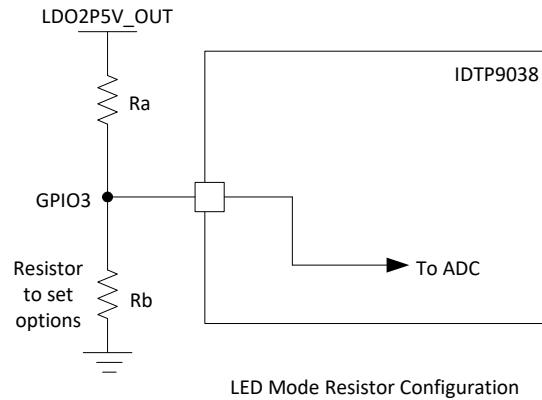 LDO2P5V_OUT
IDTP9038
Ra
GPIO3
To ADC
Resistor
to set
options
Rb
LED Mode Resistor Configuration